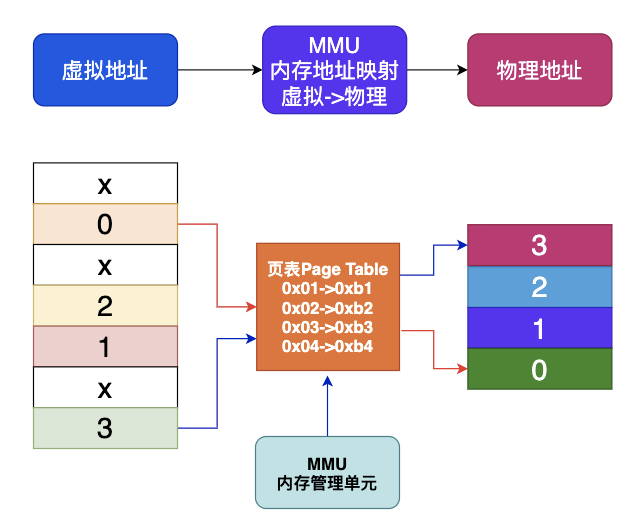 虚拟地址
MMU
内存地址映射
虚拟->物理
物理地址
x
0
x
2
1
x
3
页表Page Table
0x01->0xb1
0x02->0xb2
0x03->0xb3
0x04->0xb4
3
2
1
0
MMU
内存管理单元